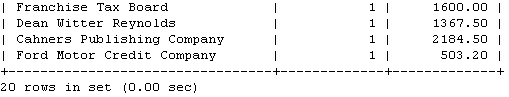 | Franchise Tax Board | 1 | 1600.00 |
| Dean Witter Reynolds | 1 | 1367.50 |
| Cahners Publishing Company | 1 | 2184.50 |
| Ford Motor Credit Company | 1 | 503.20 |
+-----------------------------------+-------------+--------------+
20 rows in set (0.00 sec)